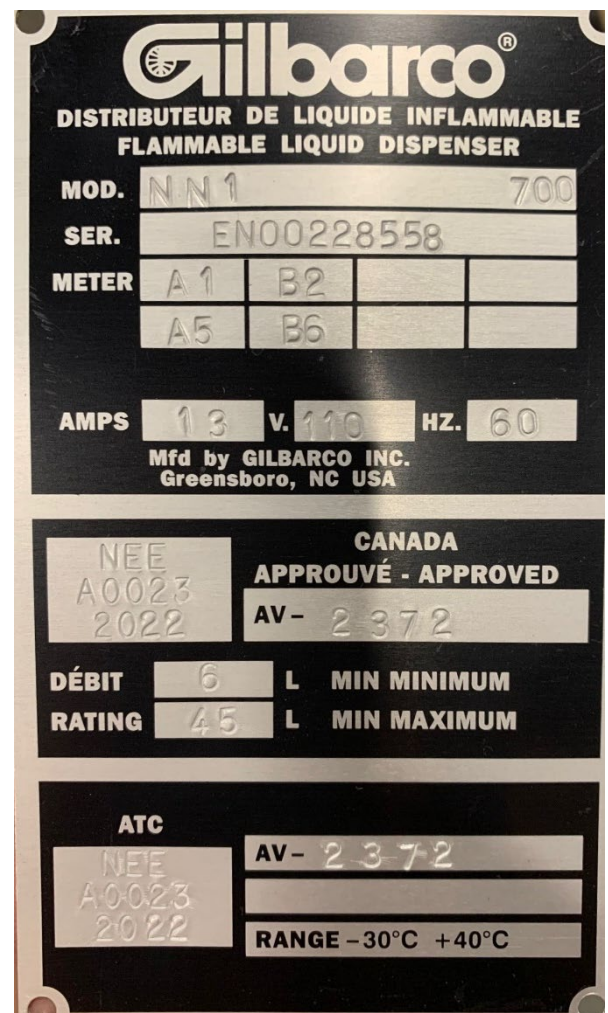 Gilbarco®
DISTRIBUTEUR DE LIQUIDE INFLAMMABLE
FLAMMABLE LIQUID DISPENSER
MOD. NN1 700
SER. EN00228558
METER A1 B2
A5 B6
AMPS 13 V. 110 HZ. 60
Mfd by GILBARCO INC.
Greensboro, NC USA
NEE
A0023
2022
CANADA
APPROUVÉ - APPROVED
AV- 2372
DÉBIT 6 L MIN MINIMUM
RATING 45 L MIN MAXIMUM
ATC
NEE
A0023
2022
AV- 2372
RANGE -30°C +40°C